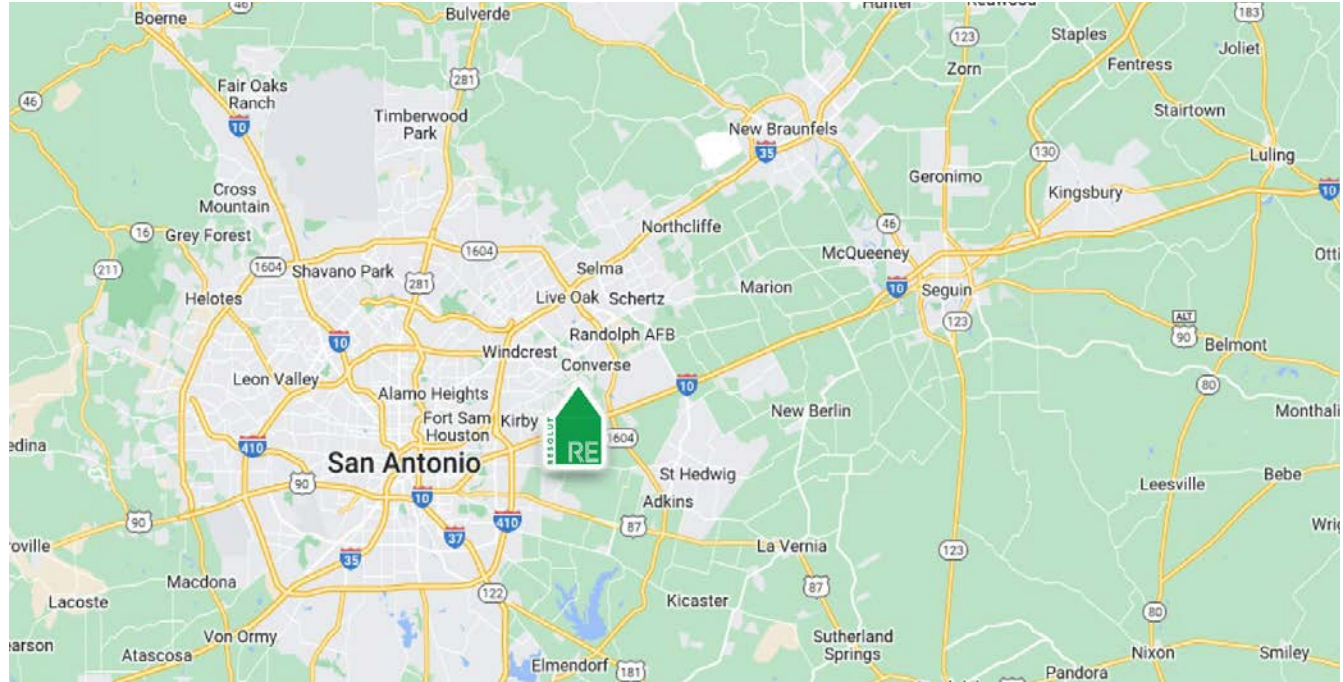 46
Boerne
Bulverde
Hunter
Redwood
183
123
Staples
Joliet
Zorn
Fentress
Fair Oaks
Ranch
281
46
10
Timberwood
Park
Stairtown
New Braunfels
35
130
Luling
Geronimo
Kingsbury
10
Cross
Mountain
Northcliffe
46
16
Grey Forest
1604
McQueeney
211
1604
Shavano Park
281
Selma
Marion
10
Seguin
Helotes
Live Oak
Schertz
123
ALT
90
Randolph AFB
10
Windcrest
Belmont
Converse
Leon Valley
10
80
Alamo Heights
New Berlin
Fort Sam
Houston
Kirby
1604
410
RESOLUT
RE
San Antonio
St Hedwig
Bebe
90
10
Adkins
Leesville
90
410
87
37
La Vernia
123
35
Macdona
122
87
Lacoste
Kicaster
80
Von Ormy
Sutherland
Springs
Atascosa
Nixon
Smiley
Elmendorf
181
Pandora